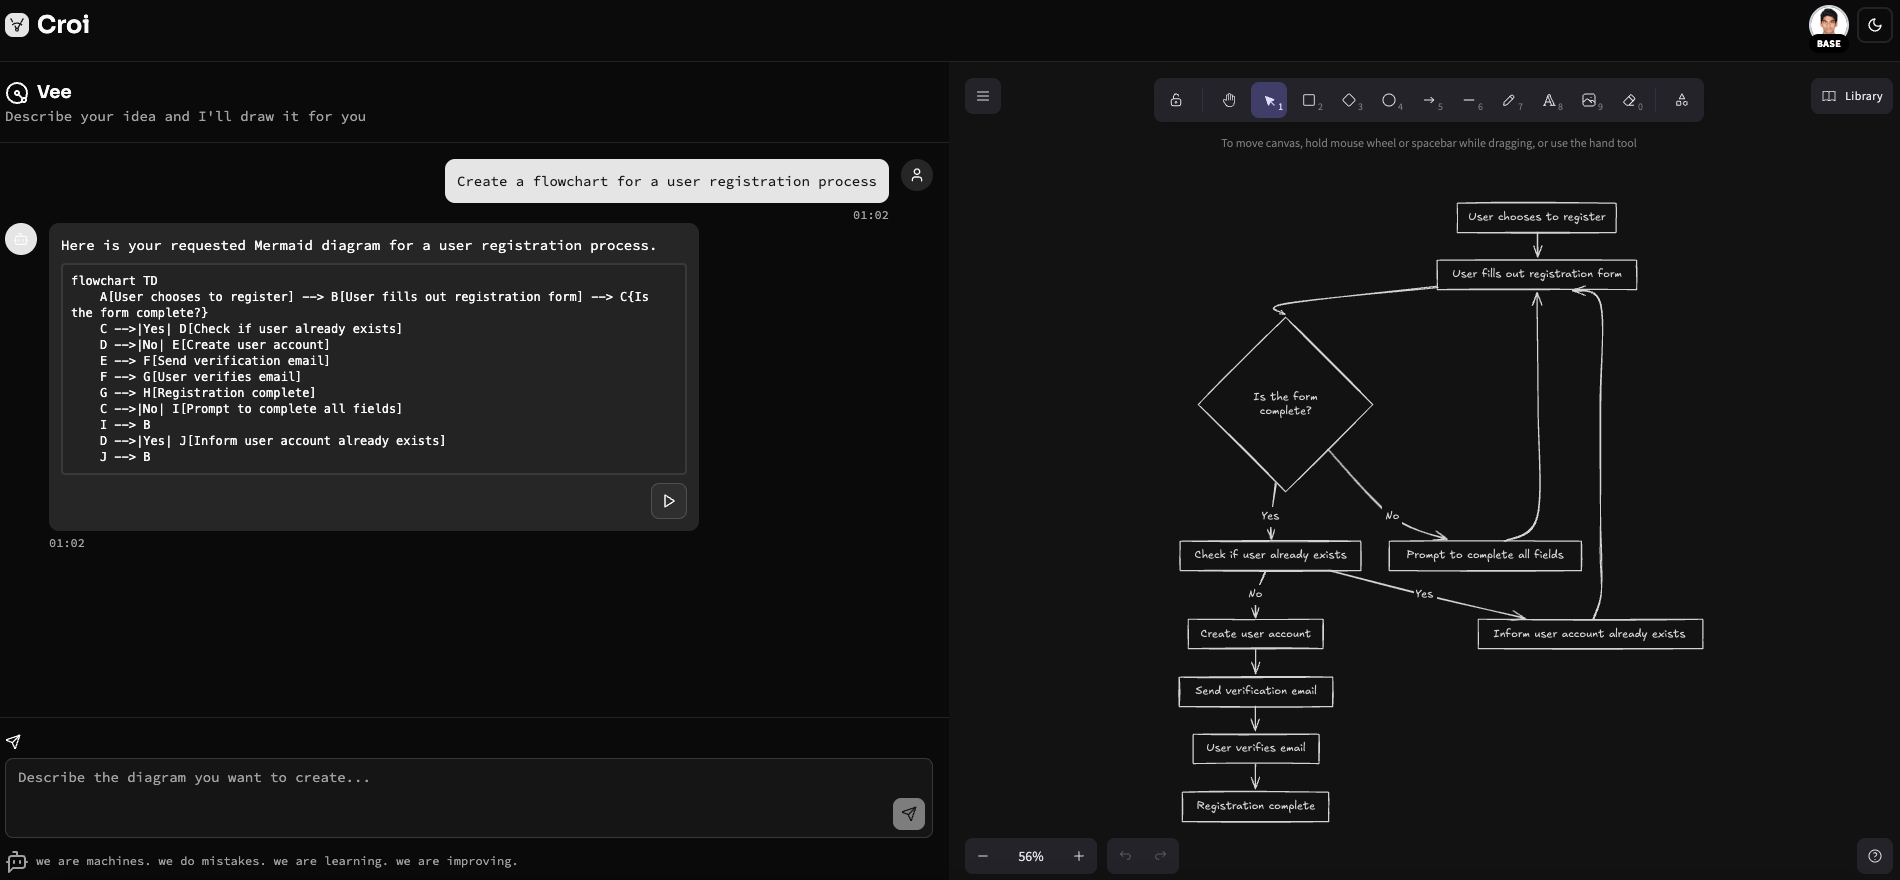 Croi
BASE
Vee
Describe your idea and I'll draw it for you
Create a flowchart for a user registration process
01:02
Here is your requested Mermaid diagram for a user registration process.
flowchart TD
A[User chooses to register] --> B[User fills out registration form] --> C{Is
the form complete?}
C -->|Yes| D[Check if user already exists]
D -->|No| E[Create user account]
E --> F[Send verification email]
F --> G[User verifies email]
G --> H[Registration complete]
C -->|No| I[Prompt to complete all fields]
I --> B
D -->|Yes| J[Inform user account already exists]
J --> B
01:02
Describe the diagram you want to create...
we are machines. we do mistakes. we are learning. we are improving.
1
2
3
4
5
6
7
A 8
9
0
Library
To move canvas, hold mouse wheel or spacebar while dragging, or use the hand tool
User chooses to register
User fills out registration form
Is the form
complete?
Yes
No
Check if user already exists
Prompt to complete all fields
No
Yes
Create user account
Inform user account already exists
Send verification email
User verifies email
Registration complete
56%